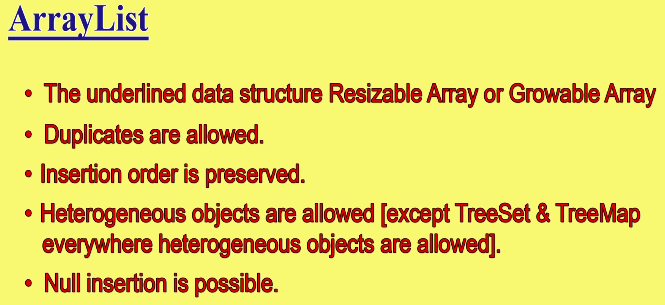 ArrayList
• The underlined data structure Resizable Array or Growable Array
• Duplicates are allowed.
• Insertion order is preserved.
• Heterogeneous objects are allowed [except TreeSet & TreeMap
everywhere heterogeneous objects are allowed].
• Null insertion is possible.